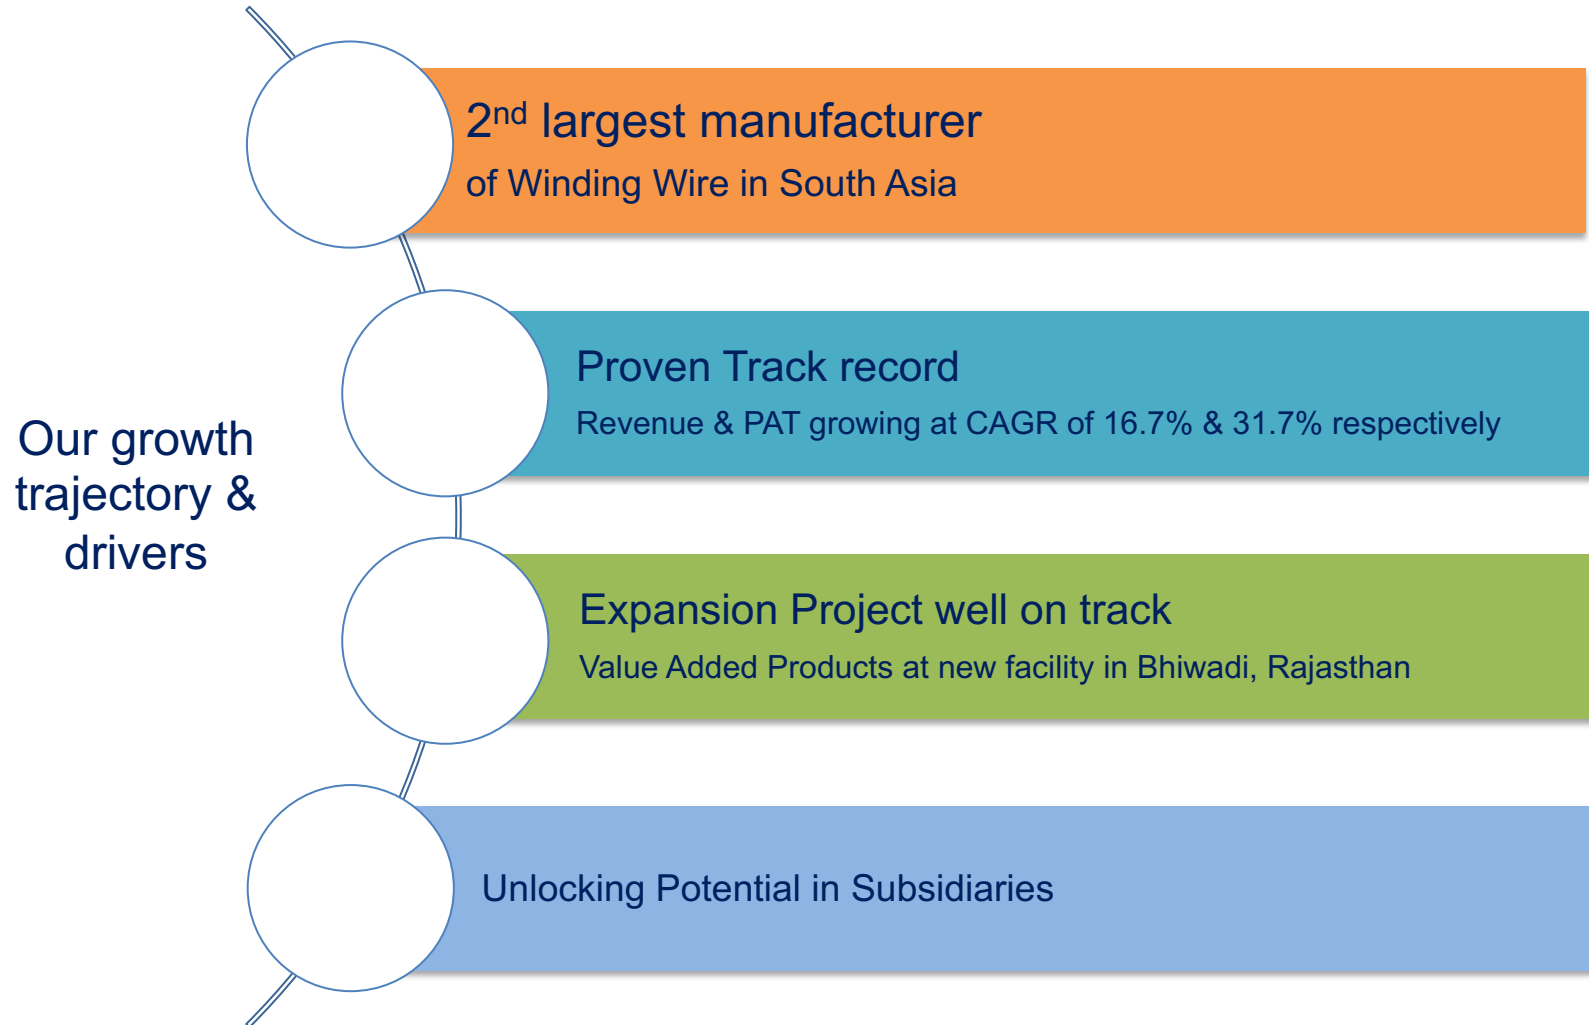 Our growth
trajectory &
drivers
2nd largest manufacturer
of Winding Wire in South Asia
Proven Track record
Revenue & PAT growing at CAGR of 16.7% & 31.7% respectively
Expansion Project well on track
Value Added Products at new facility in Bhiwadi, Rajasthan
Unlocking Potential in Subsidiaries